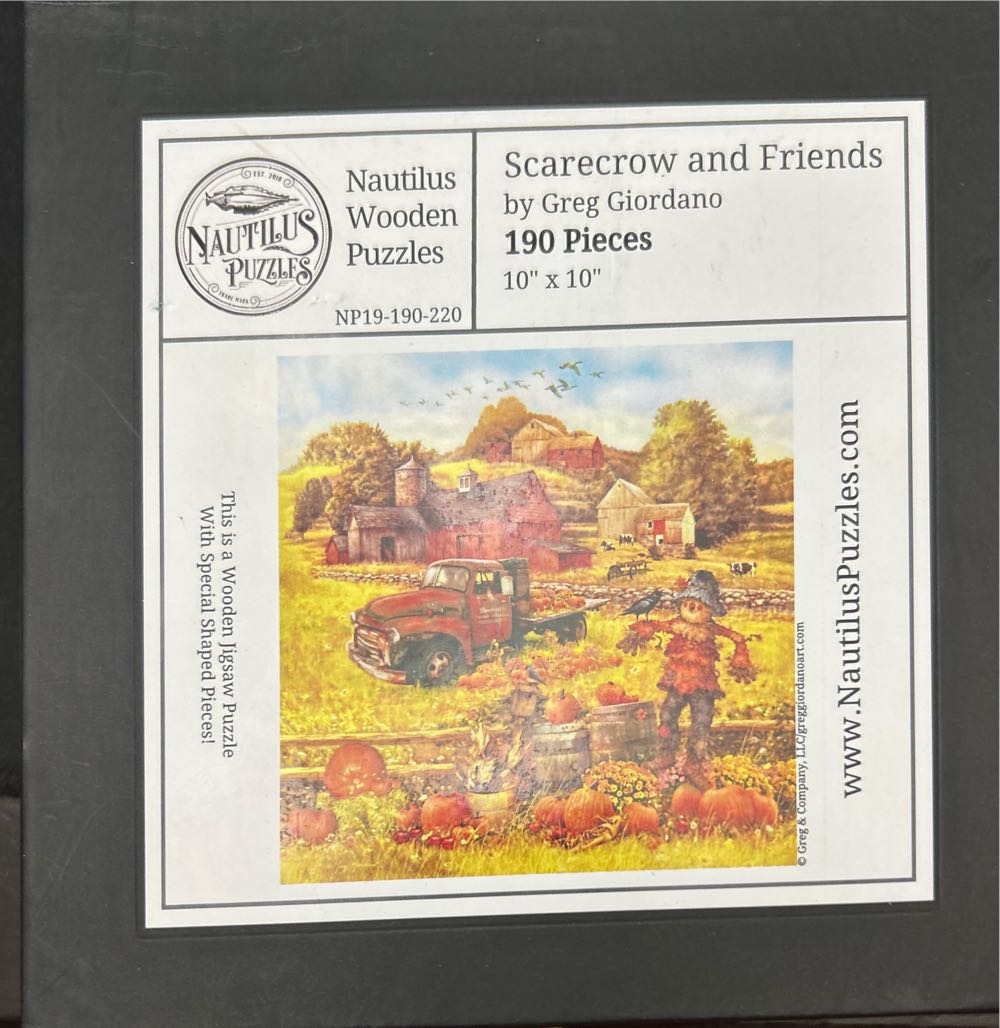 EST. 2018
NAUTILUS
PUZZLES
TRADE MARK
Nautilus
Wooden
Puzzles
NP19-190-220
Scarecrow and Friends
by Greg Giordano
190 Pieces
10" x 10"
This is a Wooden Jigsaw Puzzle
With Special Shaped Pieces!
© Greg & Company, LLC/greggiordanoart.com
www.NautilusPuzzles.com